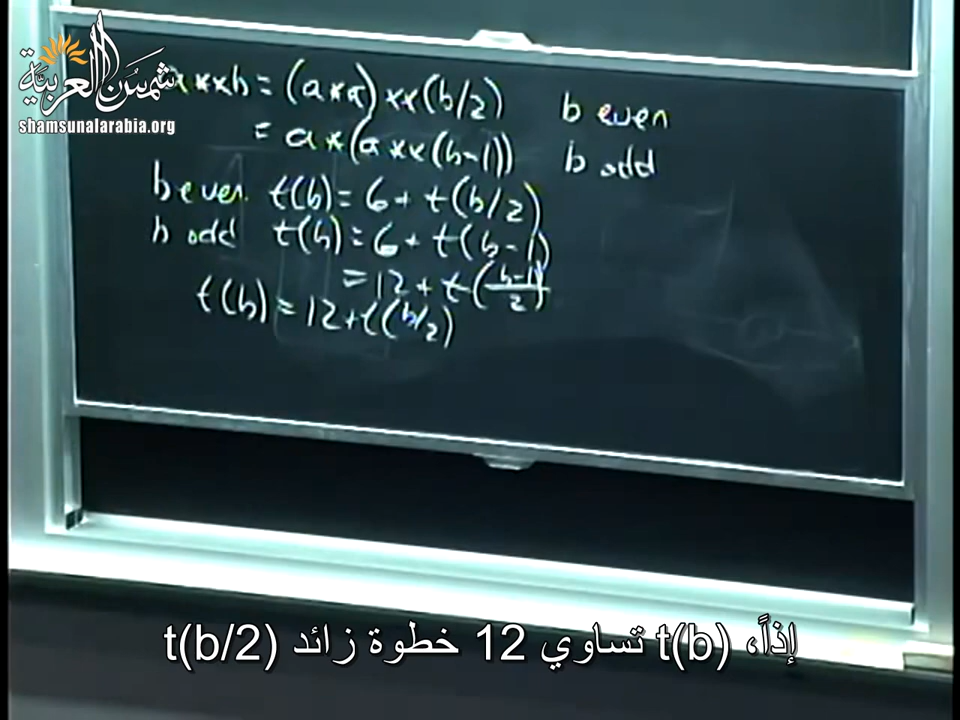 شمس العربية
shamsunalarabia.org
a**b = (a*a)**(b/2) b even
= a*(a**(b-1)) b odd
b even t(b) = 6 + t(b/2)
b odd t(b) = 6 + t(b-1)
= 12 + t((b-1)/2)
t(b) = 12 + t(b/2)
إذاً، t(b) تساوي 12 خطوة زائد t(b/2)